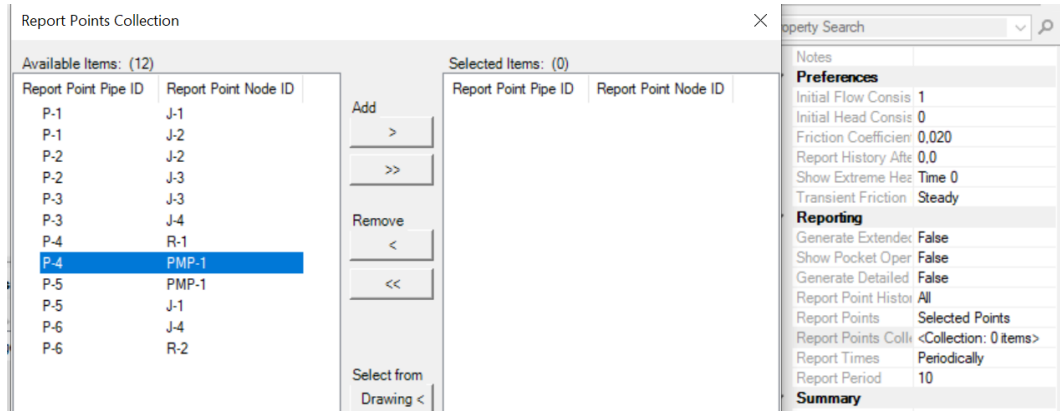 Report Points Collection
Available Items: (12)
Report Point Pipe ID Report Point Node ID
P-1 J-1
P-1 J-2
P-2 J-2
P-2 J-3
P-3 J-3
P-3 J-4
P-4 R-1
P-4 PMP-1
P-5 PMP-1
P-5 J-1
P-6 J-4
P-6 R-2
Add
>
>>
Remove
<
<<
Select from
Drawing <
Selected Items: (0)
Report Point Pipe ID Report Point Node ID
operty Search
Notes
Preferences
Initial Flow Consis 1
Initial Head Consis 0
Friction Coefficien 0,020
Report History Afte 0,0
Show Extreme Hea Time 0
Transient Friction Steady
Reporting
Generate Extended False
Show Pocket Oper False
Generate Detailed False
Report Point Histor All
Report Points Selected Points
Report Points Colle <Collection: 0 items>
Report Times Periodically
Report Period 10
Summary